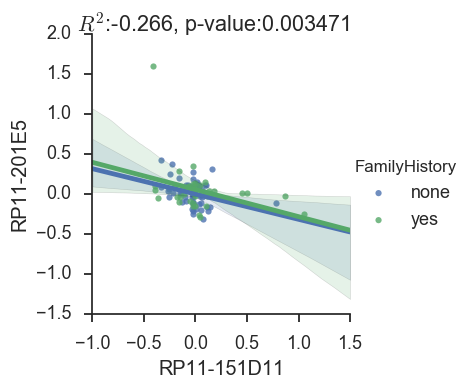 R²:-0.266, p-value:0.003471
2.0
1.5
1.0
0.5
0.0
−0.5
−1.0
−1.5
RP11-201E5
−1.0 −0.5 0.0 0.5 1.0 1.5
RP11-151D11
FamilyHistory
none
yes